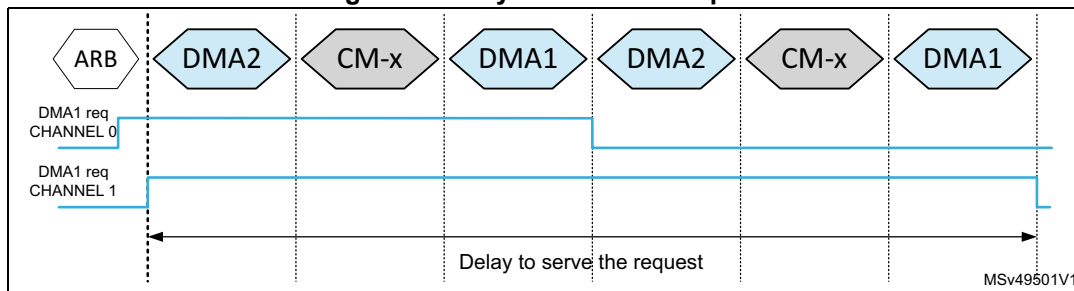 ARB DMA2 CM-x DMA1 DMA2 CM-x DMA1
DMA1 req
CHANNEL 0
DMA1 req
CHANNEL 1
Delay to serve the request
MSv49501V1